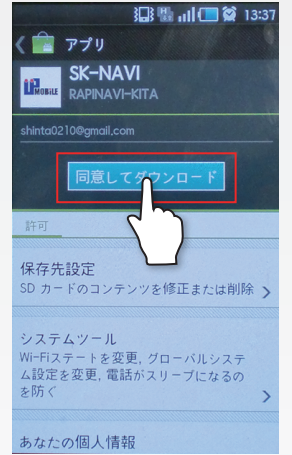 13:37
アプリ
UP MOBILE
SK-NAVI
RAPINAVI-KITA
shinta0210@gmail.com
同意してダウンロード
許可
保存先設定
SD カードのコンテンツを修正または削除
システムツール
Wi-Fiステートを変更, グローバルシステ
ム設定を変更, 電話がスリープになるの
を防ぐ
あなたの個人情報